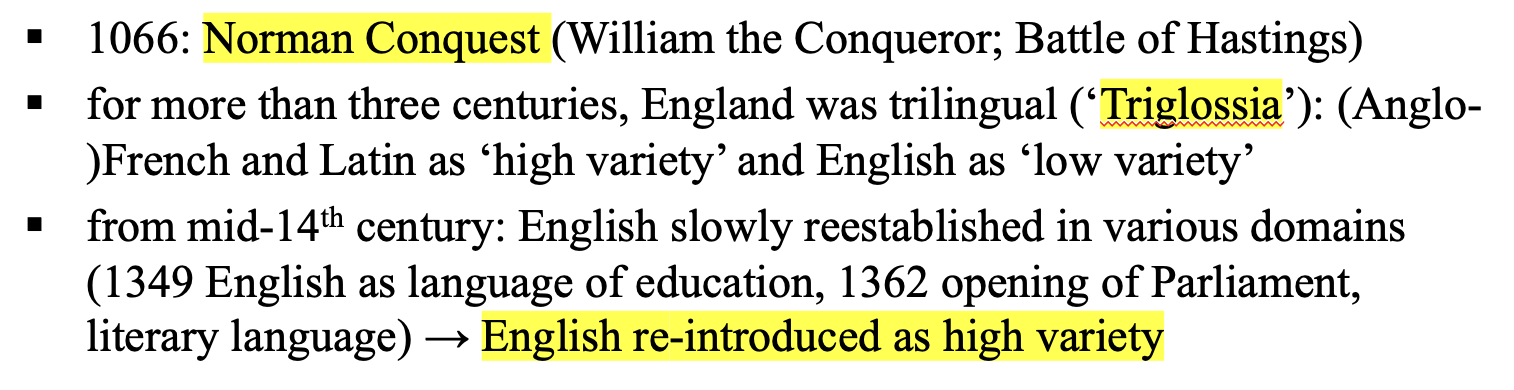 ▪ 1066: Norman Conquest (William the Conqueror; Battle of Hastings)
▪ for more than three centuries, England was trilingual (‘Triglossia’): (Anglo-
)French and Latin as ‘high variety’ and English as ‘low variety’
▪ from mid-14th century: English slowly reestablished in various domains
(1349 English as language of education, 1362 opening of Parliament,
literary language) → English re-introduced as high variety